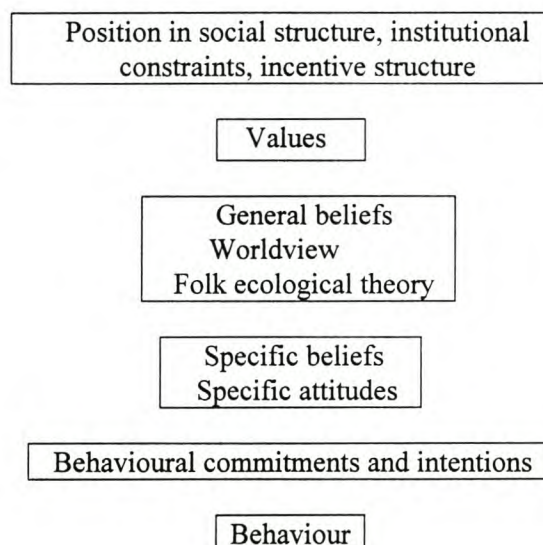 Position in social structure, institutional
constraints, incentive structure
Values
General beliefs
Worldview
Folk ecological theory
Specific beliefs
Specific attitudes
Behavioural commitments and intentions
Behaviour